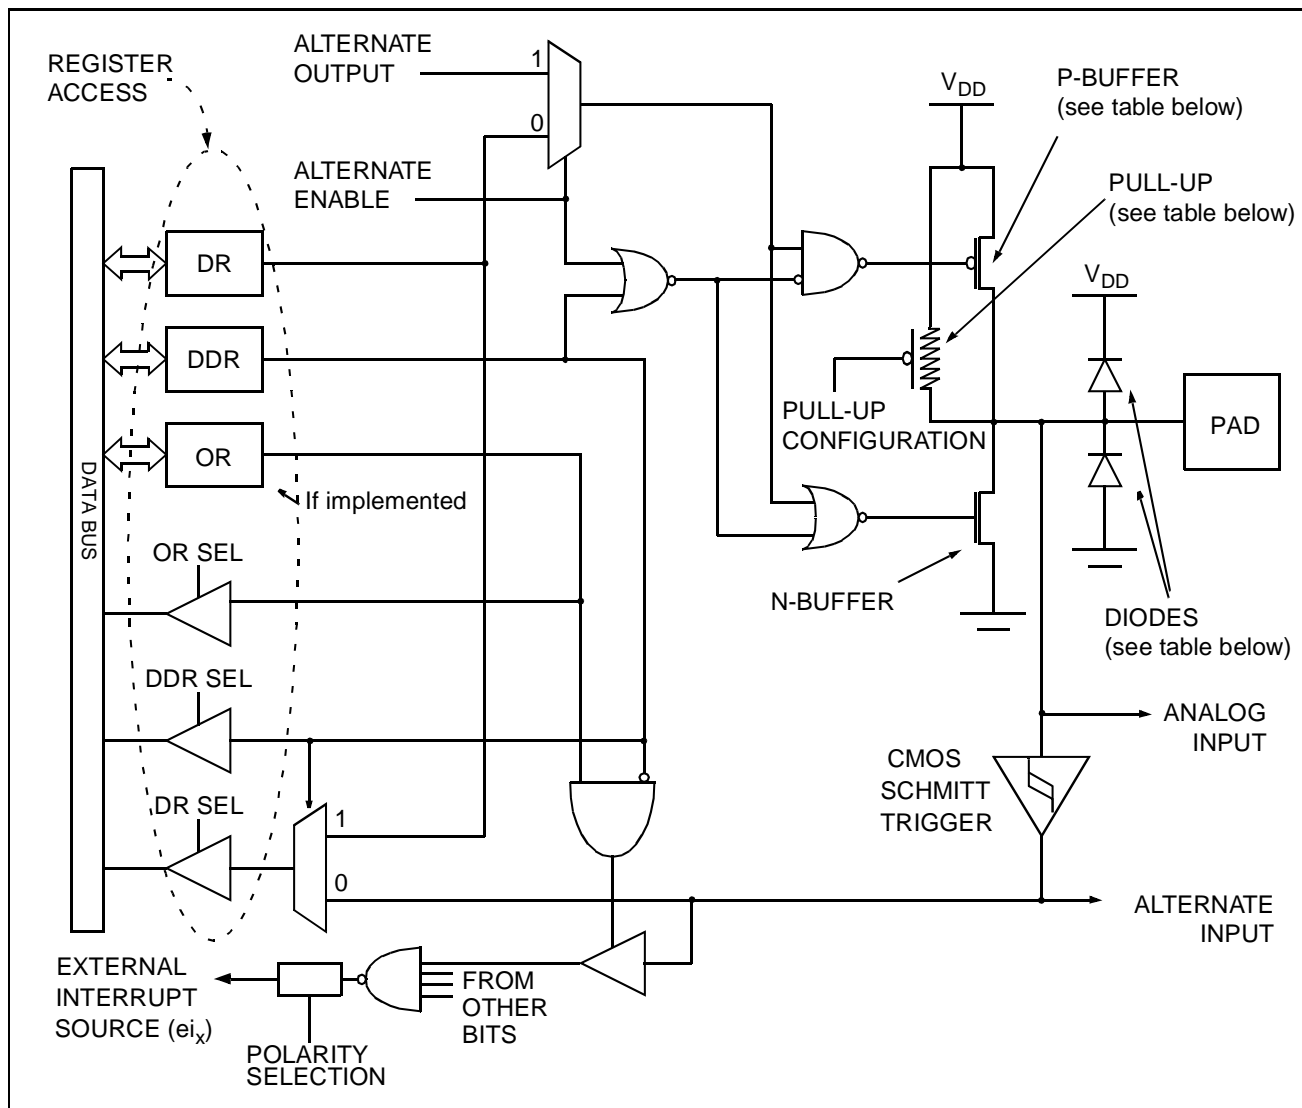 ALTERNATE
OUTPUT
1
0
REGISTER
ACCESS
VDD
P-BUFFER
(see table below)
ALTERNATE
ENABLE
PULL-UP
(see table below)
DR
VDD
DDR
PULL-UP
CONFIGURATION
PAD
OR
If implemented
DATA BUS
OR SEL
N-BUFFER
DIODES
(see table below)
DDR SEL
ANALOG
INPUT
CMOS
SCHMITT
TRIGGER
DR SEL
1
0
ALTERNATE
INPUT
EXTERNAL
INTERRUPT
SOURCE (eix)
FROM
OTHER
BITS
POLARITY
SELECTION